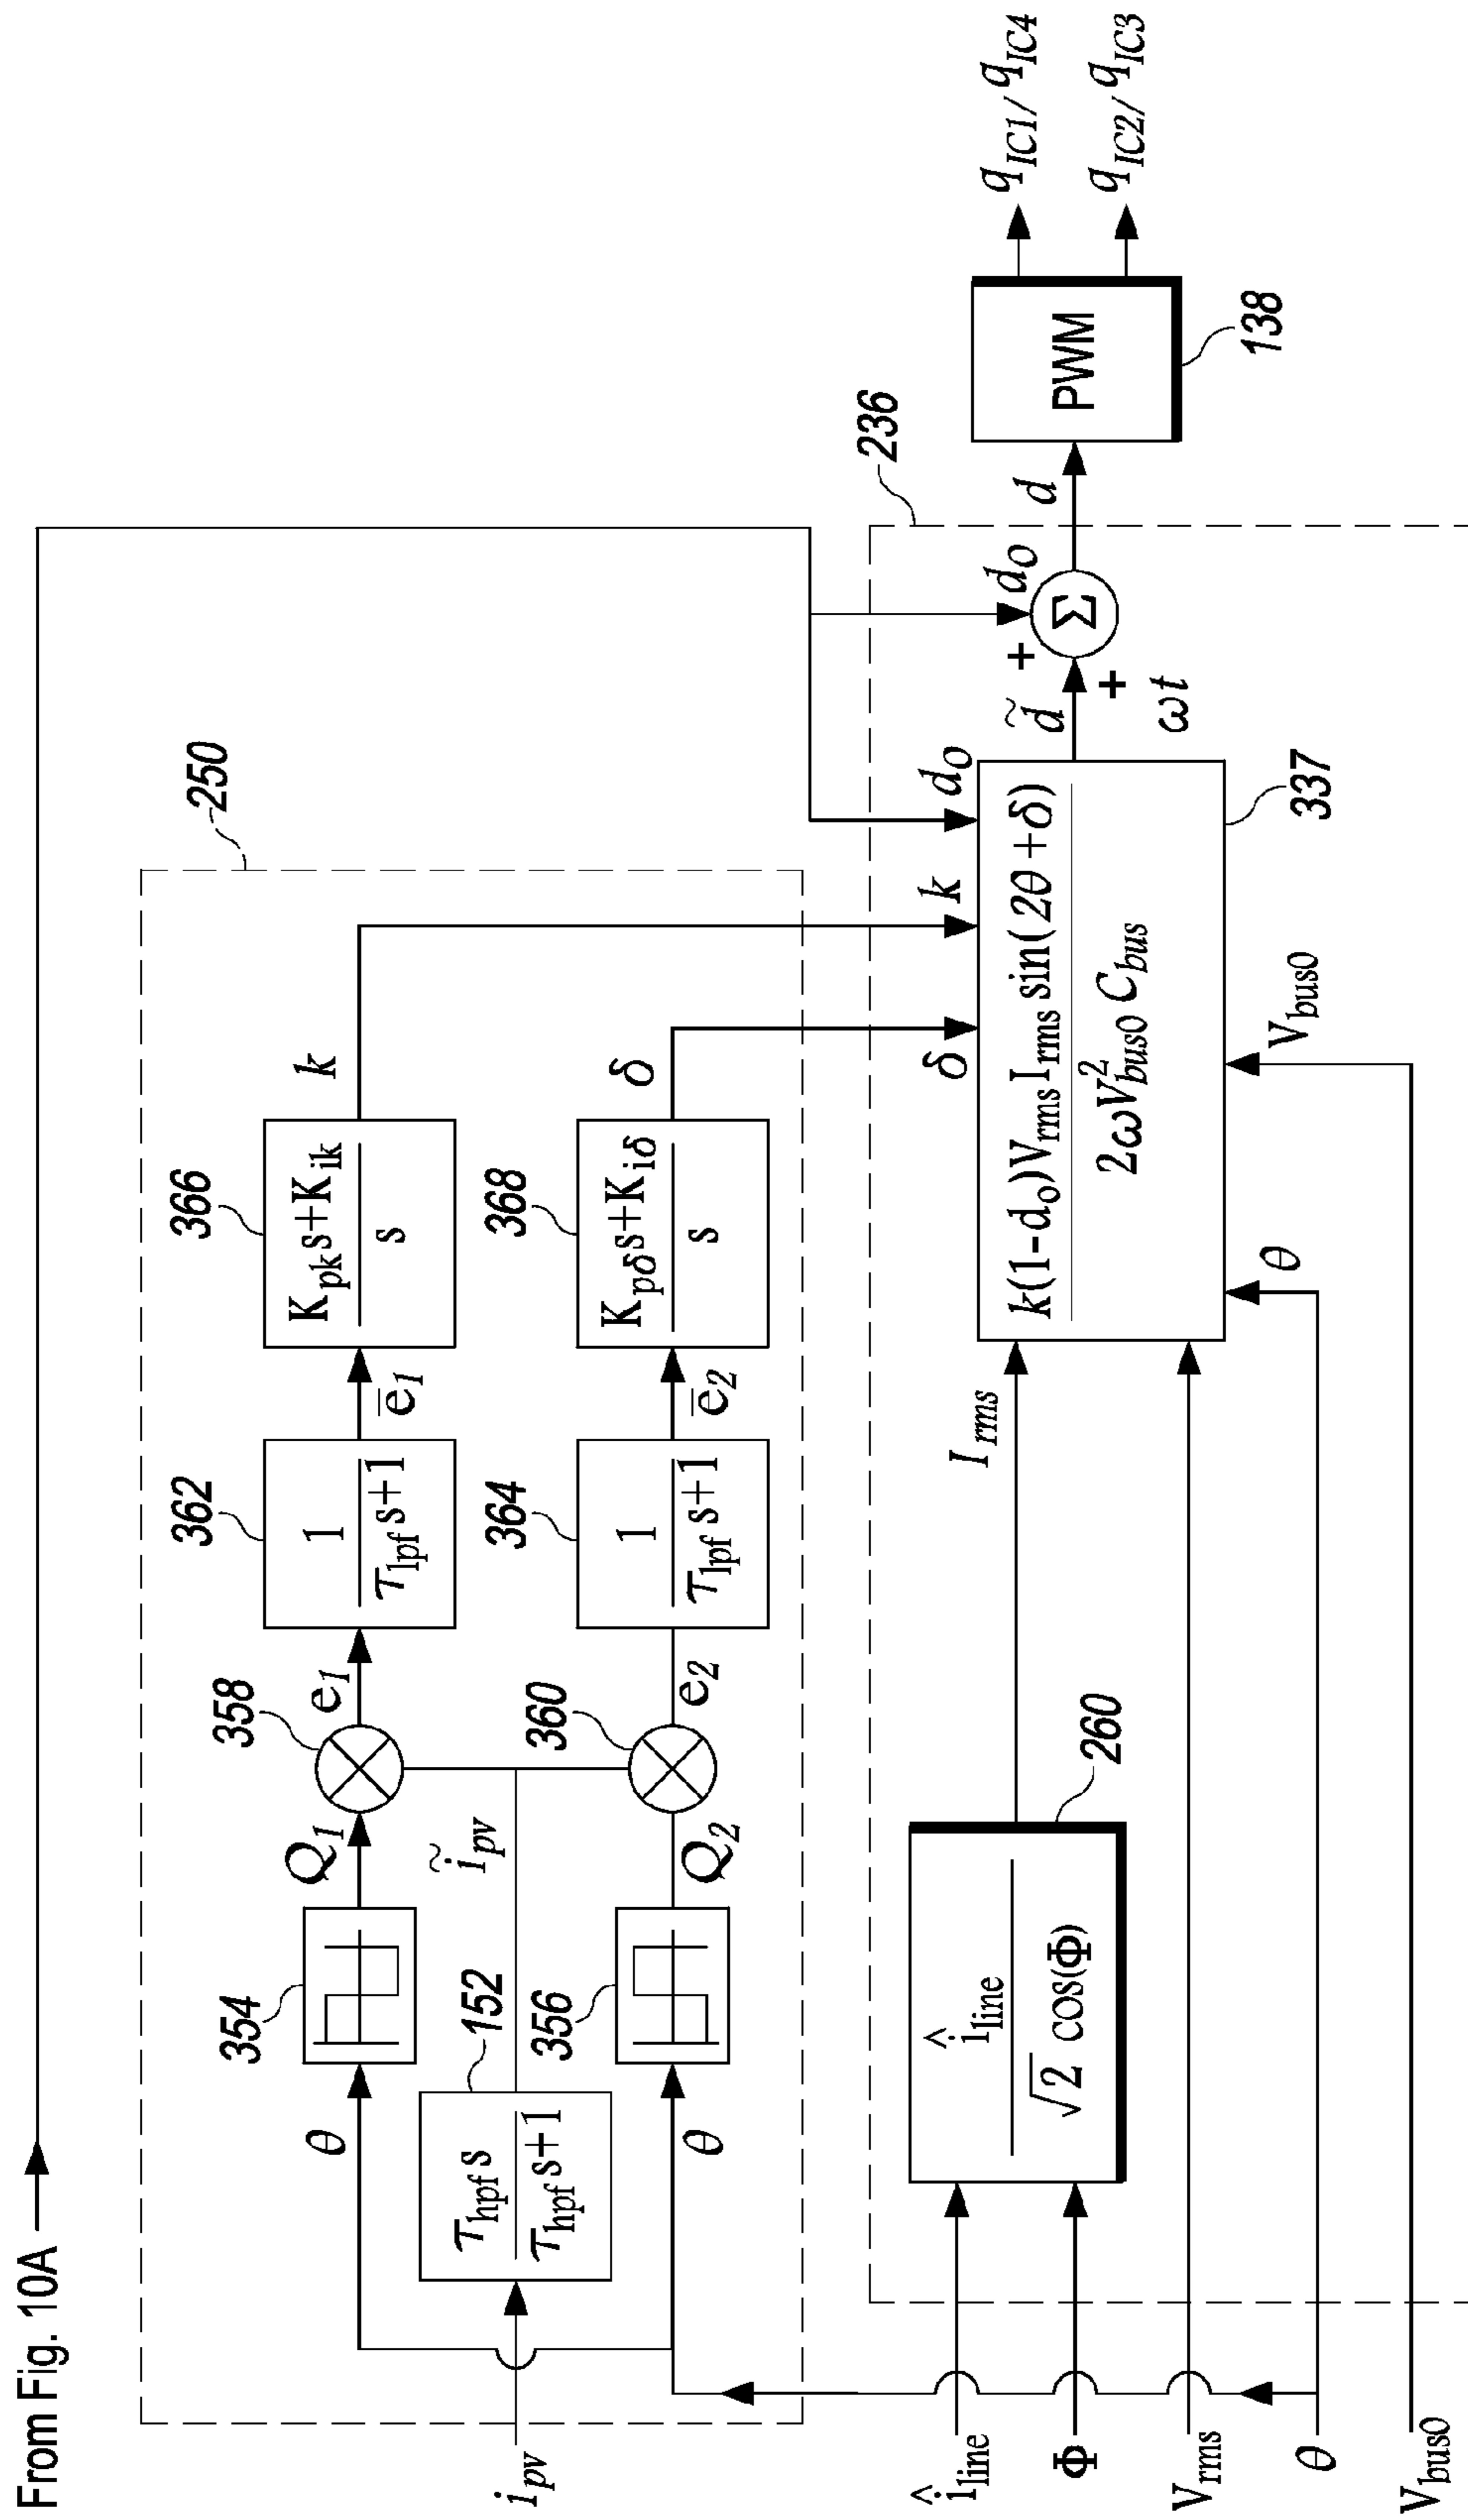 From Fig. 10A
250
354
θ
Q1
358
e1
362
1
τlpf s+1
e̅1
366
Kpk s+Kik
s
k
ipv
152
τhpf s
τhpf s+1
ĩpv
356
θ
Q2
360
e2
364
1
τlpf s+1
e̅2
368
Kpδ s+Kiδ
s
δ
236
îline
Φ
îline
√2 cos(Φ)
260
Irms
δ
k
do
k(1-do)Vrms Irms sin(2θ+δ)
2ωV²bus0 Cbus
337
d̃
+
+
ωt
do
Σ
d
PWM
138
qIC1/qIC4
qIC2/qIC3
Vrms
θ
θ
Vbus0
Vbus0